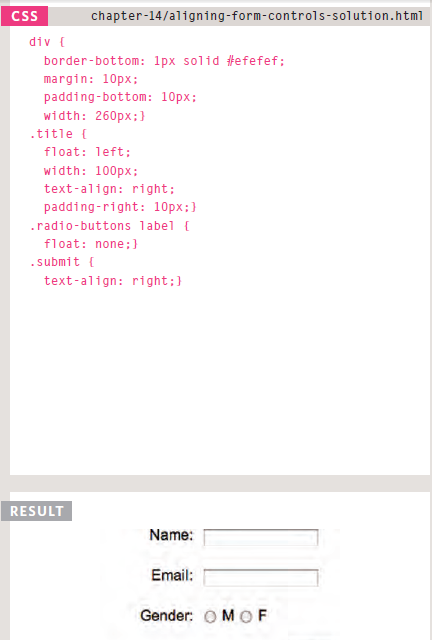 CSS chapter-14/aligning-form-controls-solution.html
div {
border-bottom: 1px solid #efefef;
margin: 10px;
padding-bottom: 10px;
width: 260px;}
.title {
float: left;
width: 100px;
text-align: right;
padding-right: 10px;}
.radio-buttons label {
float: none;}
.submit {
text-align: right;}
RESULT
Name:
Email:
Gender: M F